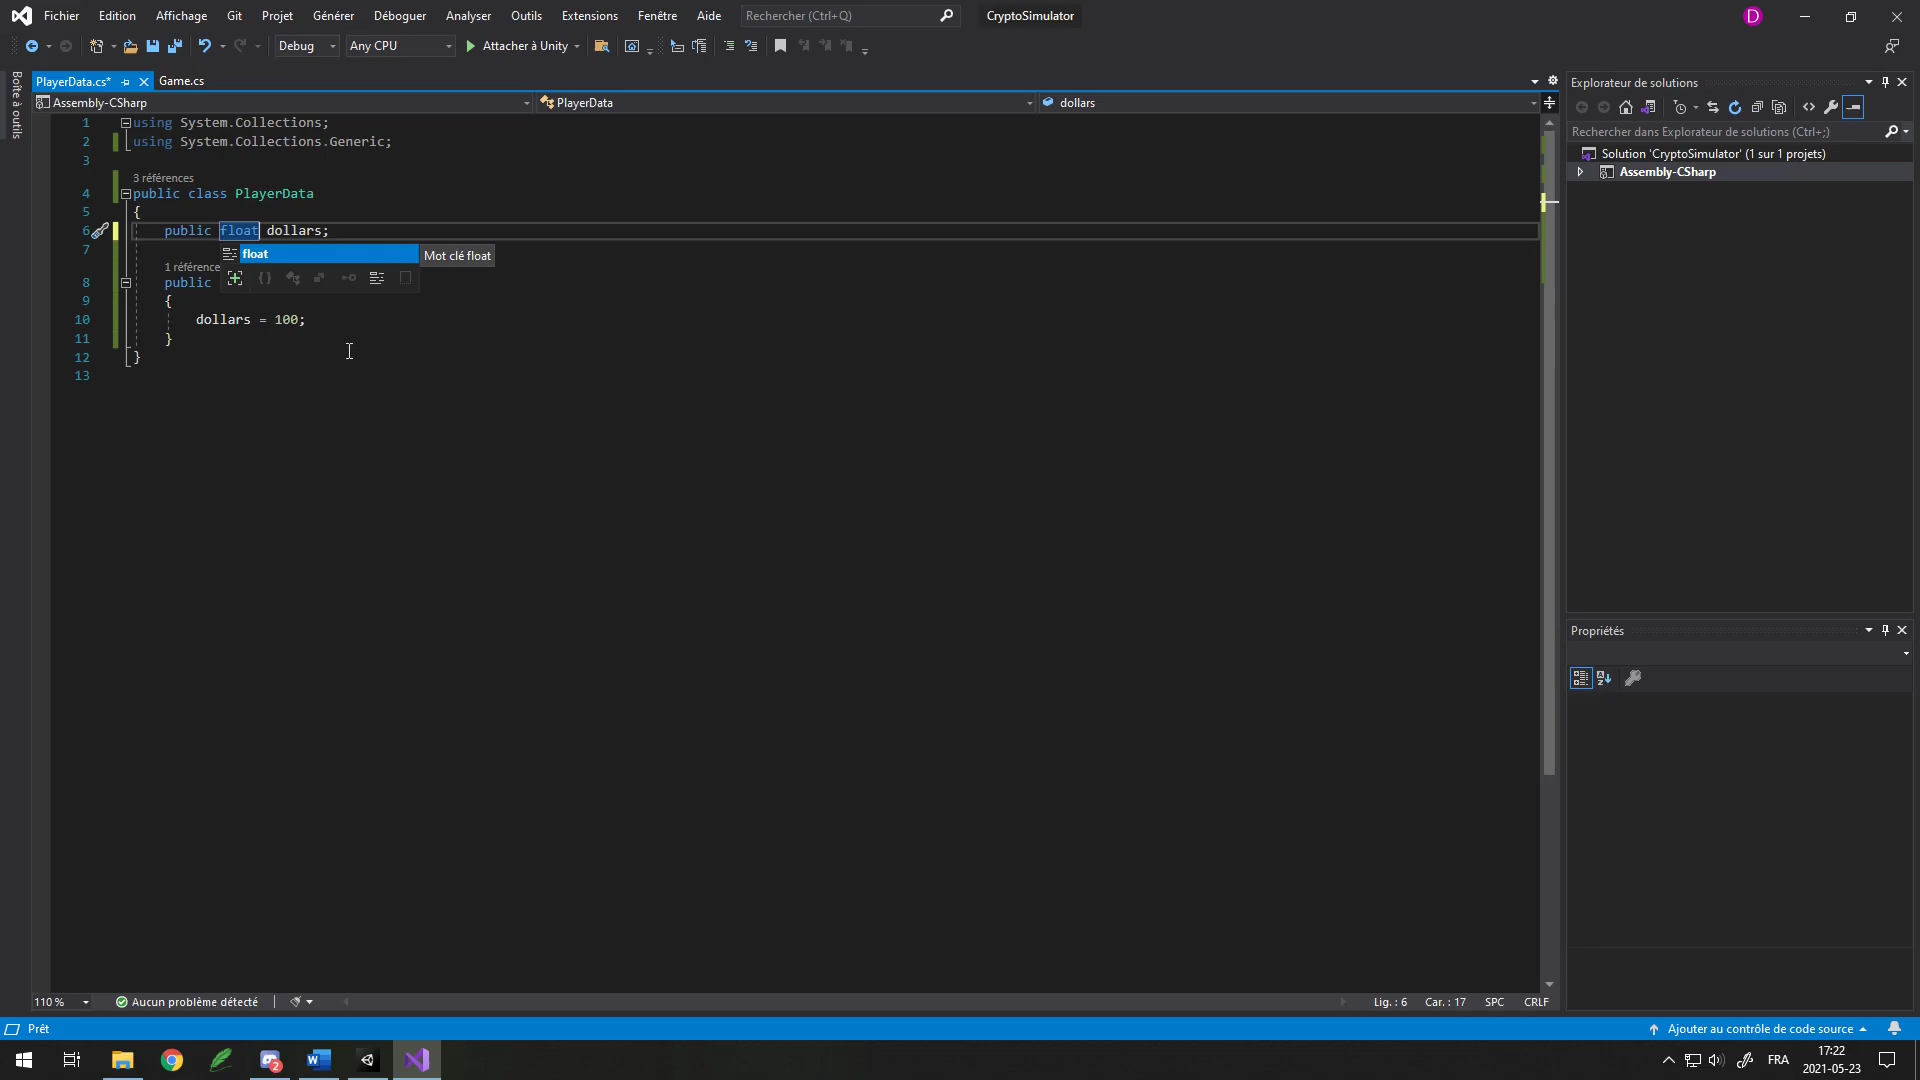 Fichier Edition Affichage Git Projet Générer Déboguer Analyser Outils Extensions Fenêtre Aide Rechercher (Ctrl+Q) CryptoSimulator D
Debug Any CPU Attacher à Unity
Boîte à outils
PlayerData.cs* Game.cs
Assembly-CSharp PlayerData dollars
1 using System.Collections;
2 using System.Collections.Generic;
3
3 références
4 public class PlayerData
5 {
6 public float dollars;
7 float Mot clé float
1 référence
8 public
9 {
10 dollars = 100;
11 }
12 }
13
110 % Aucun problème détecté Lig. : 6 Car. : 17 SPC CRLF
Explorateur de solutions
Rechercher dans Explorateur de solutions (Ctrl+;)
Solution 'CryptoSimulator' (1 sur 1 projets)
Assembly-CSharp
Propriétés
Prêt Ajouter au contrôle de code source
2 FRA 17:22
2021-05-23